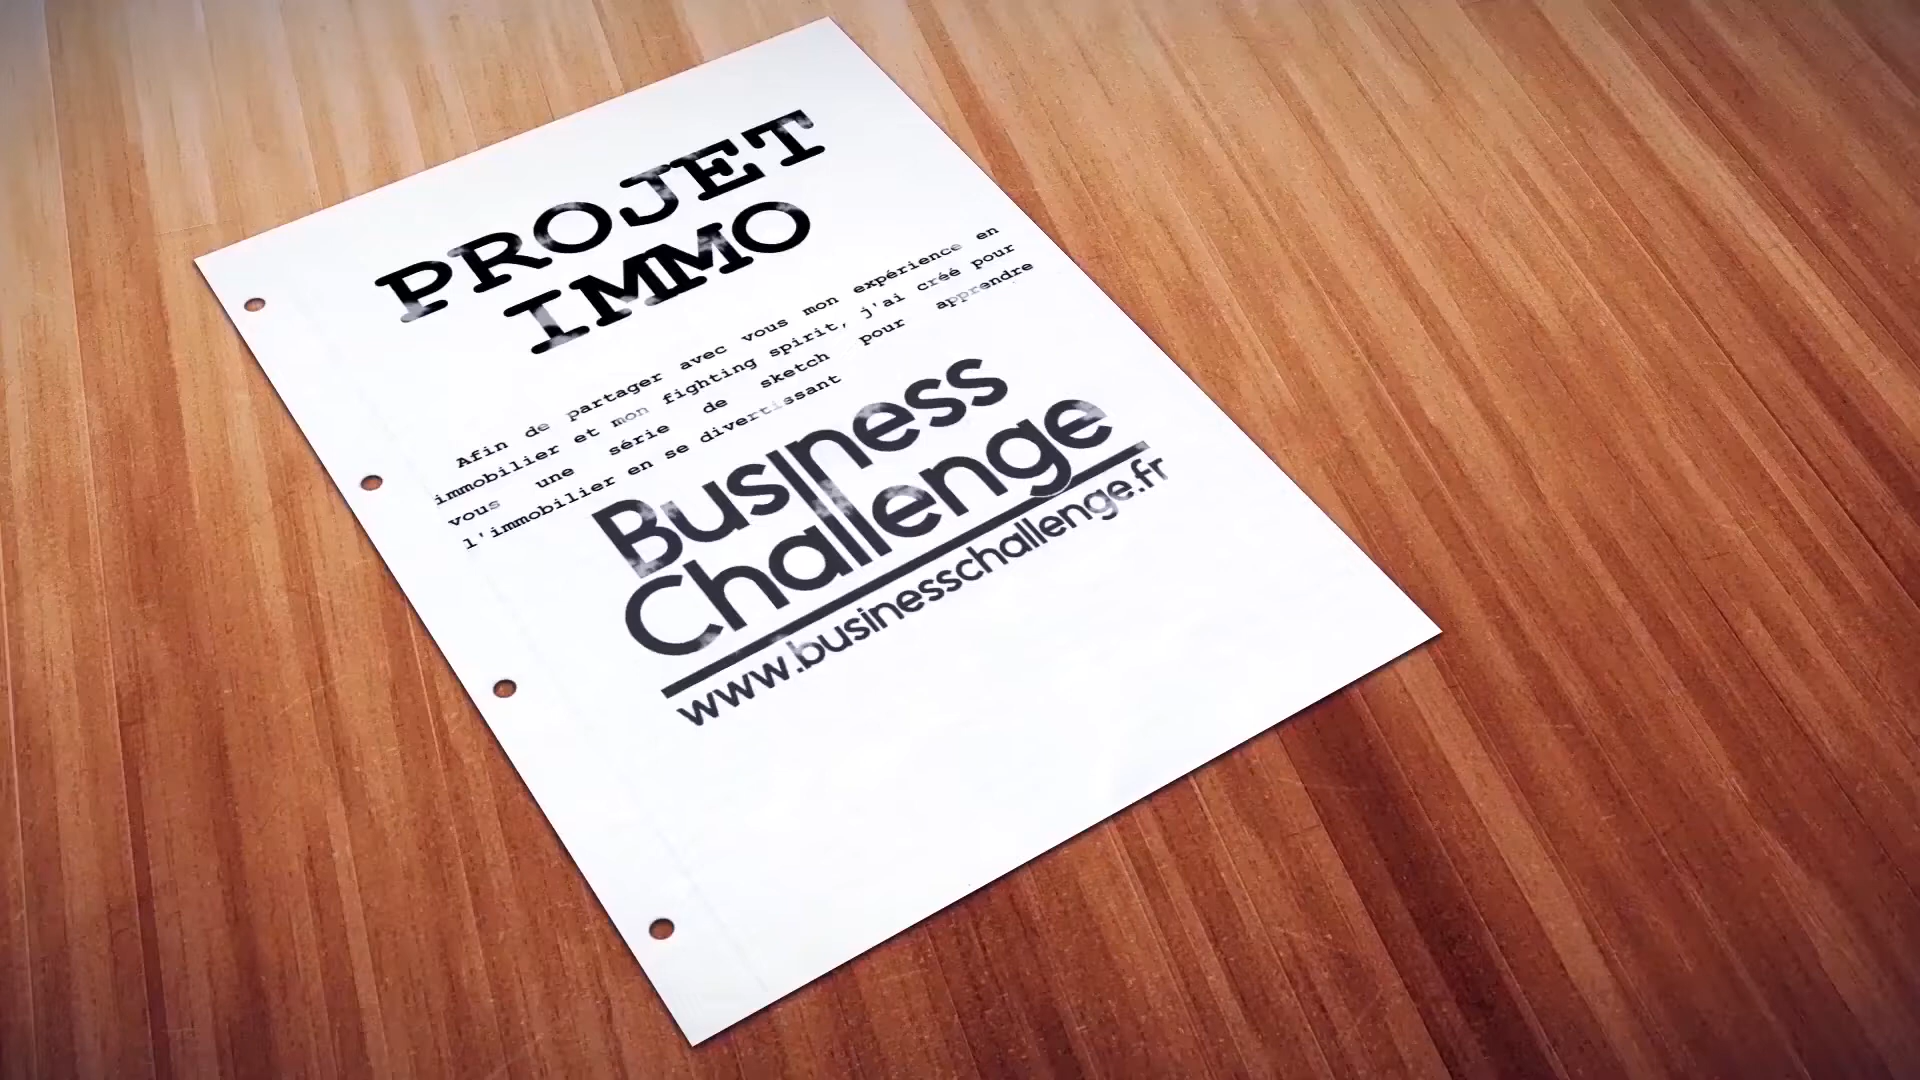 PROJET
IMMO
Afin de partager avec vous mon expérience en
immobilier et mon fighting spirit, j'ai créé pour
vous une série de sketch pour apprendre
l'immobilier en se divertissant
Business
Challenge
www.businesschallenge.fr